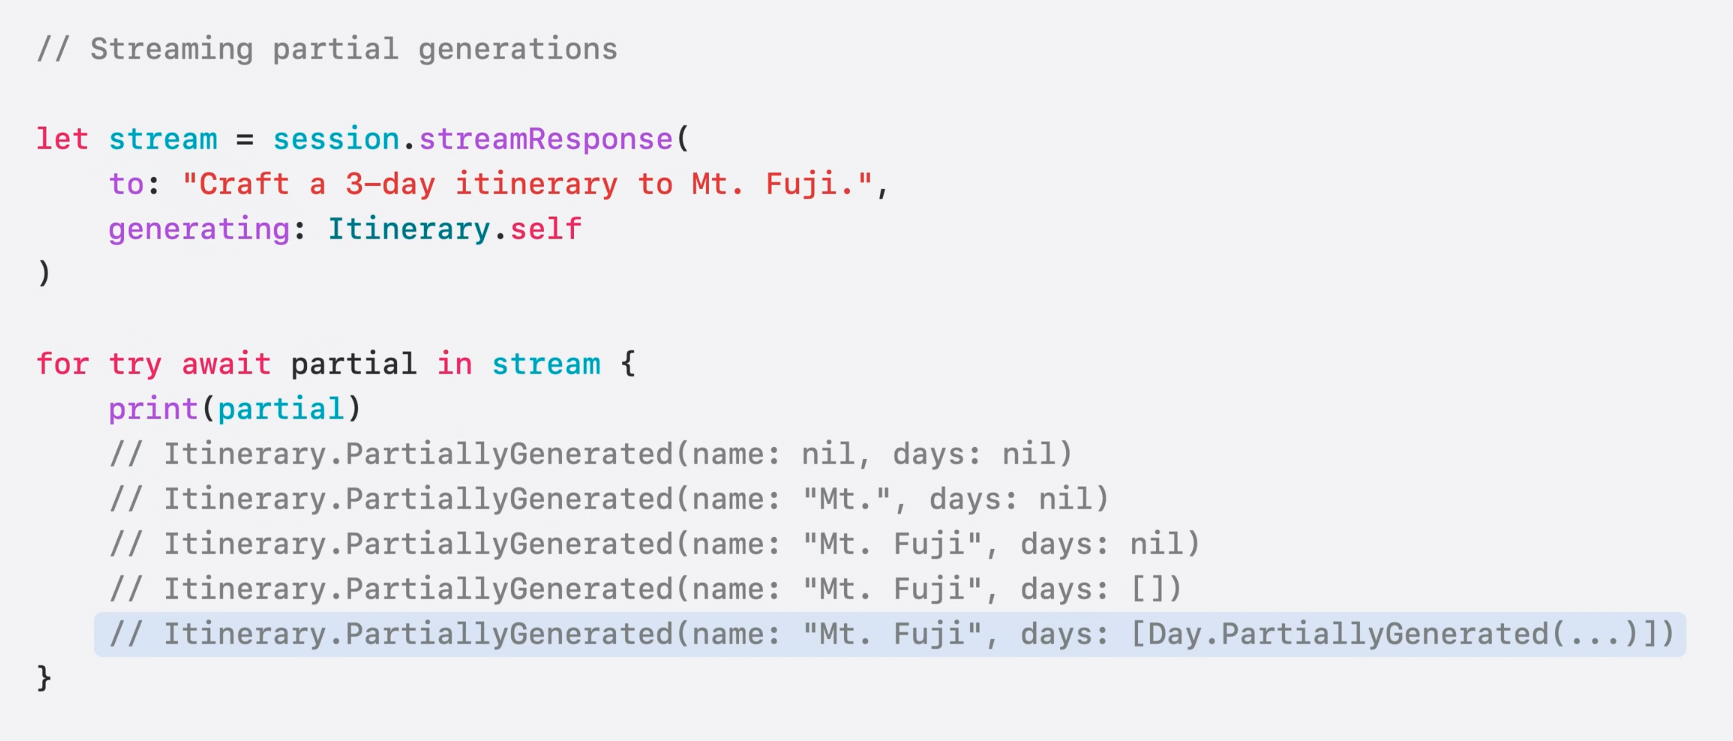 // Streaming partial generations
let stream = session.streamResponse(
    to: "Craft a 3-day itinerary to Mt. Fuji.",
    generating: Itinerary.self
)
for try await partial in stream {
    print(partial)
    // Itinerary.PartiallyGenerated(name: nil, days: nil)
    // Itinerary.PartiallyGenerated(name: "Mt.", days: nil)
    // Itinerary.PartiallyGenerated(name: "Mt. Fuji", days: nil)
    // Itinerary.PartiallyGenerated(name: "Mt. Fuji", days: [])
    // Itinerary.PartiallyGenerated(name: "Mt. Fuji", days: [Day.PartiallyGenerated(...)])
}